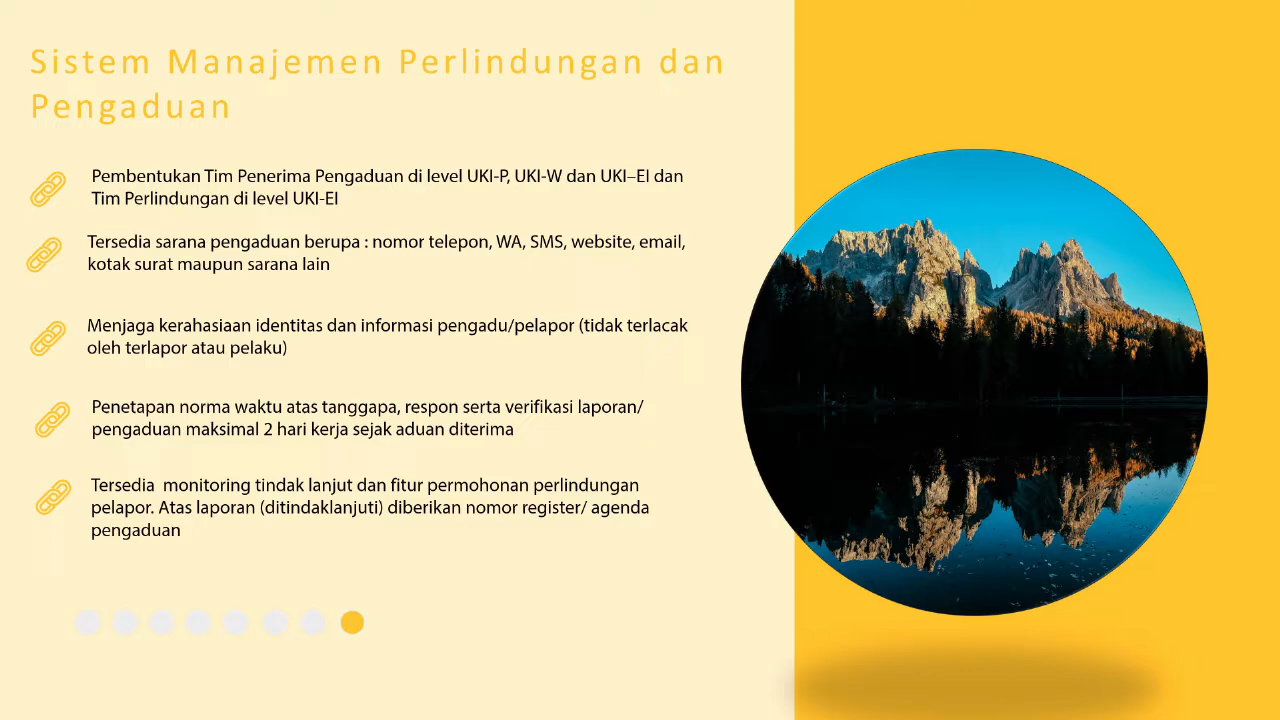 Sistem Manajemen Perlindungan dan
Pengaduan
Pembentukan Tim Penerima Pengaduan di level UKI-P, UKI-W dan UKI–EI dan
Tim Perlindungan di level UKI-EI
Tersedia sarana pengaduan berupa : nomor telepon, WA, SMS, website, email,
kotak surat maupun sarana lain
Menjaga kerahasiaan identitas dan informasi pengadu/pelapor (tidak terlacak
oleh terlapor atau pelaku)
Penetapan norma waktu atas tanggapa, respon serta verifikasi laporan/
pengaduan maksimal 2 hari kerja sejak aduan diterima
Tersedia  monitoring tindak lanjut dan fitur permohonan perlindungan
pelapor. Atas laporan (ditindaklanjuti) diberikan nomor register/ agenda
pengaduan